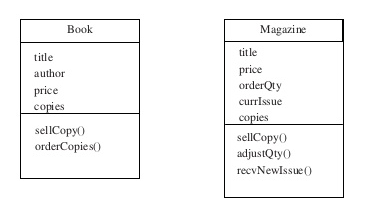 Book
title
author
price
copies
sellCopy()
orderCopies()
Magazine
title
price
orderQty
currIssue
copies
sellCopy()
adjustQty()
recvNewIssue()